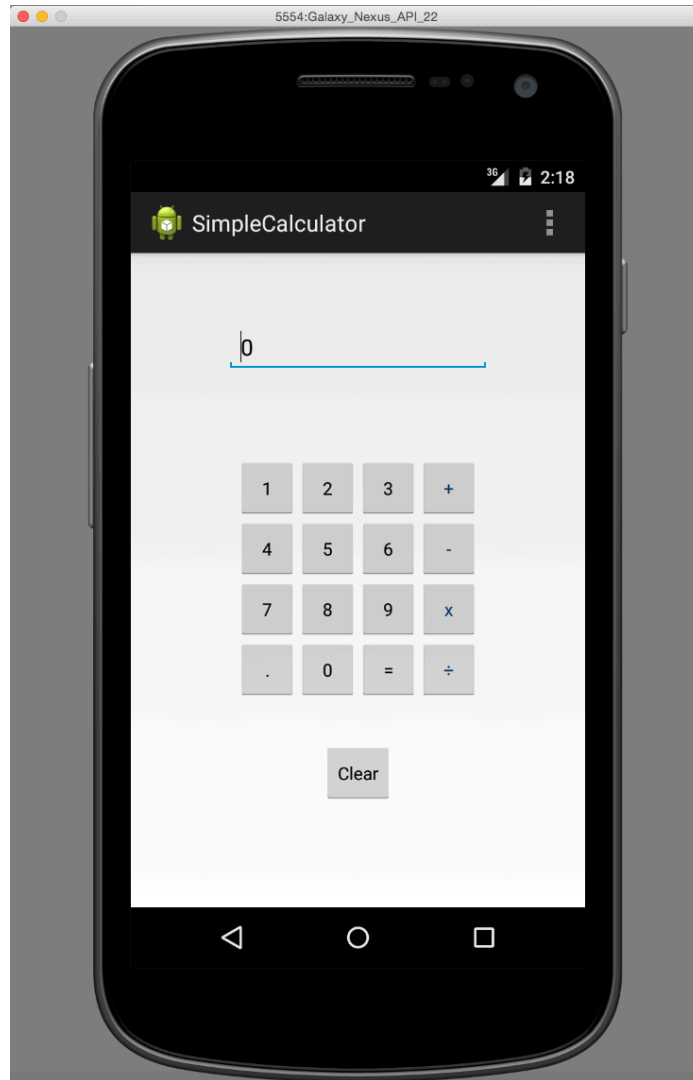 5554:Galaxy_Nexus_API_22
3G 2:18
SimpleCalculator
0
1 2 3 +
4 5 6 -
7 8 9 x
. 0 = ÷
Clear